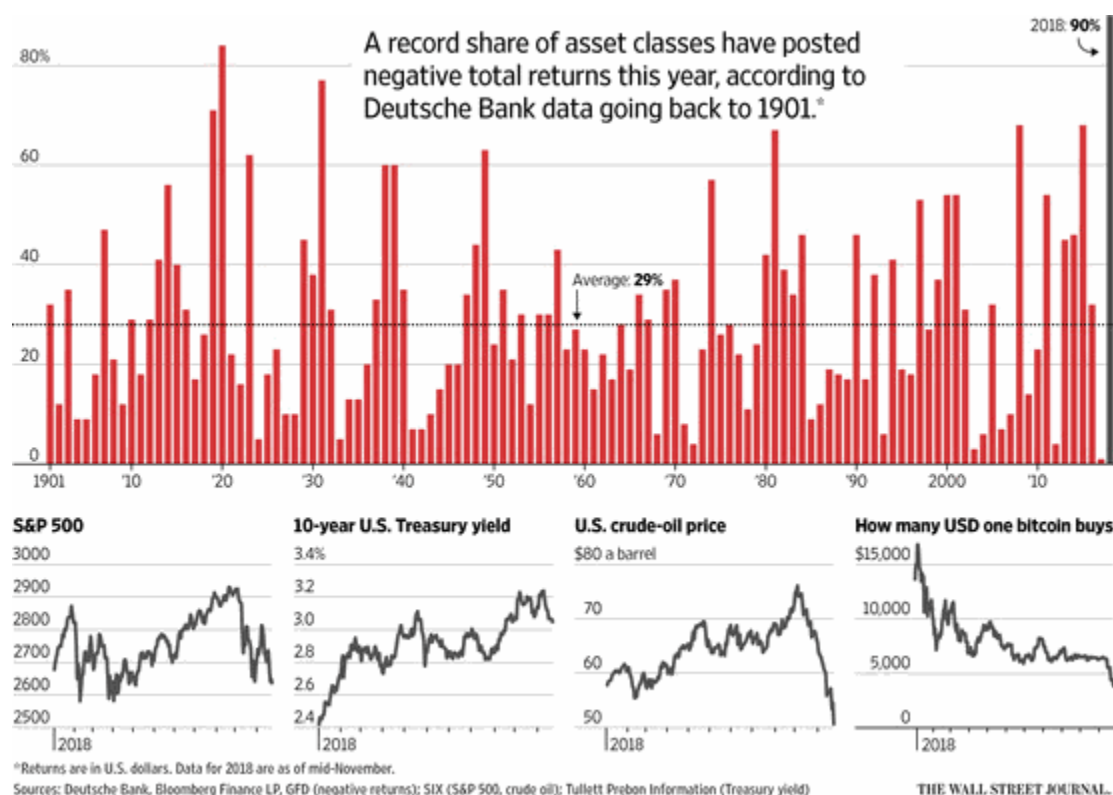 2018: 90%
A record share of asset classes have posted
negative total returns this year, according to
Deutsche Bank data going back to 1901.*
80%
60
40
Average: 29%
20
0
1901 '10 '20 '30 '40 '50 '60 '70 '80 '90 2000 '10
S&P 500 10-year U.S. Treasury yield U.S. crude-oil price How many USD one bitcoin buys
3000 3.4% $80 a barrel $15,000
2900 3.2
2800 3.0 70 10,000
2700 2.8
2600 2.6 60 5,000
2500 2.4 50 0
2018 2018 2018 2018
*Returns are in U.S. dollars. Data for 2018 are as of mid-November.
Sources: Deutsche Bank, Bloomberg Finance LP, GFD (negative returns); SIX (S&P 500, crude oil); Tullett Prebon Information (Treasury yield)
THE WALL STREET JOURNAL.